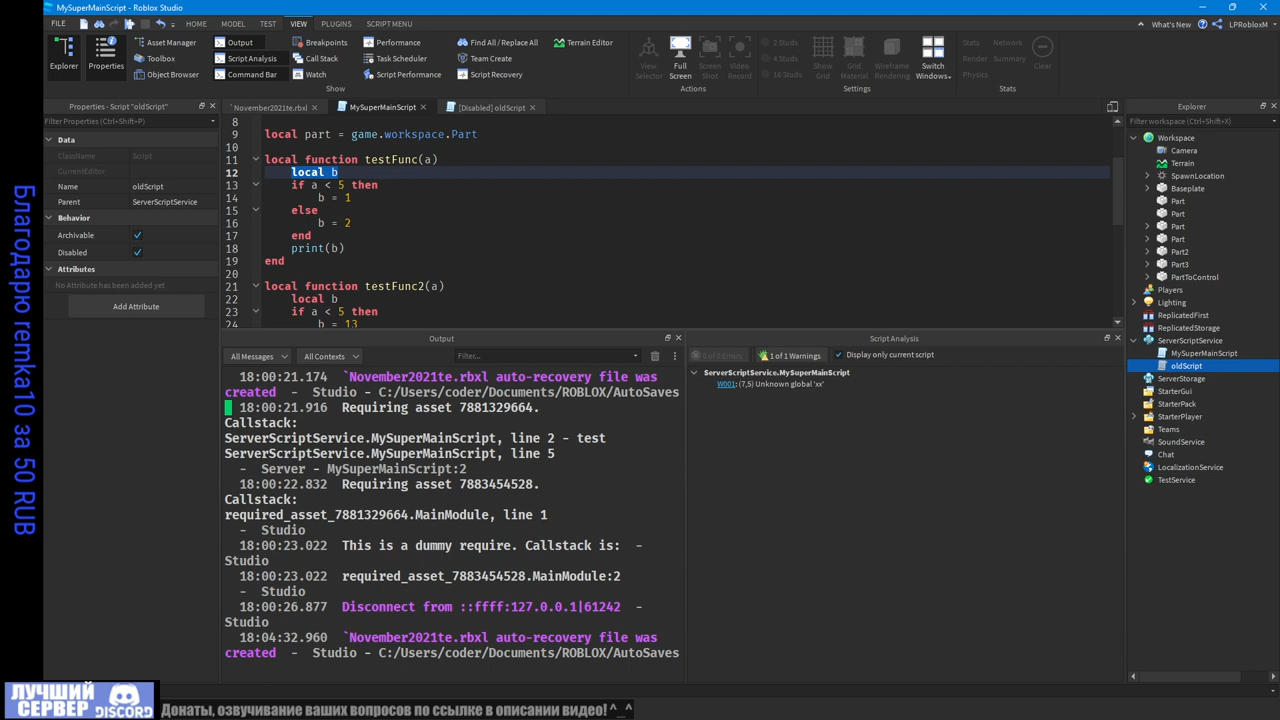 MySuperMainScript - Roblox Studio
FILE HOME MODEL TEST VIEW PLUGINS SCRIPT MENU What's New LPRobloxM
Explorer
Properties
Asset Manager
Toolbox
Object Browser
Output
Script Analysis
Command Bar
Breakpoints
Call Stack
Watch
Performance
Task Scheduler
Script Performance
Find All / Replace All
Team Create
Script Recovery
Terrain Editor
Show
View Selector
Full Screen
Screen Shot
Video Record
Actions
2 Studs
4 Studs
16 Studs
Show Grid
Grid Material
Wireframe Rendering
Switch Windows
Settings
Stats Network
Render Summary
Physics
Clear
Stats
Properties - Script "oldScript"
Filter Properties (Ctrl+Shift+P)
Data
ClassName Script
CurrentEditor
Name oldScript
Parent ServerScriptService
Behavior
Archivable
Disabled
Attributes
No Attribute has been added yet
Add Attribute
`November2021te.rbxl MySuperMainScript [Disabled] oldScript
8
9 local part = game.workspace.Part
10
11 local function testFunc(a)
12 local b
13 if a < 5 then
14 b = 1
15 else
16 b = 2
17 end
18 print(b)
19 end
20
21 local function testFunc2(a)
22 local b
23 if a < 5 then
24 b = 13
Output
All Messages All Contexts Filter...
18:00:21.174 `November2021te.rbxl auto-recovery file was
created - Studio - C:/Users/coder/Documents/ROBLOX/AutoSaves
18:00:21.916 Requiring asset 7881329664.
Callstack:
ServerScriptService.MySuperMainScript, line 2 - test
ServerScriptService.MySuperMainScript, line 5
- Server - MySuperMainScript:2
18:00:22.832 Requiring asset 7883454528.
Callstack:
required_asset_7881329664.MainModule, line 1
- Studio
18:00:23.022 This is a dummy require. Callstack is: -
Studio
18:00:23.022 required_asset_7883454528.MainModule:2
- Studio
18:00:26.877 Disconnect from ::ffff:127.0.0.1|61242 -
Studio
18:04:32.960 `November2021te.rbxl auto-recovery file was
created - Studio - C:/Users/coder/Documents/ROBLOX/AutoSaves
Script Analysis
0 of 0 Errors 1 of 1 Warnings Display only current script
ServerScriptService.MySuperMainScript
W001: (7,5) Unknown global 'xx'
Explorer
Filter workspace (Ctrl+Shift+X)
Workspace
Camera
Terrain
SpawnLocation
Baseplate
Part
Part
Part
Part
Part2
Part3
PartToControl
Players
Lighting
ReplicatedFirst
ReplicatedStorage
ServerScriptService
MySuperMainScript
oldScript
ServerStorage
StarterGui
StarterPack
StarterPlayer
Teams
SoundService
Chat
LocalizationService
TestService
Благодарю remka10 за 50 RUB
ЛУЧШИЙ
СЕРВЕР DISCORD
Донаты, озвучивание ваших вопросов по ссылке в описании видео! ^_^